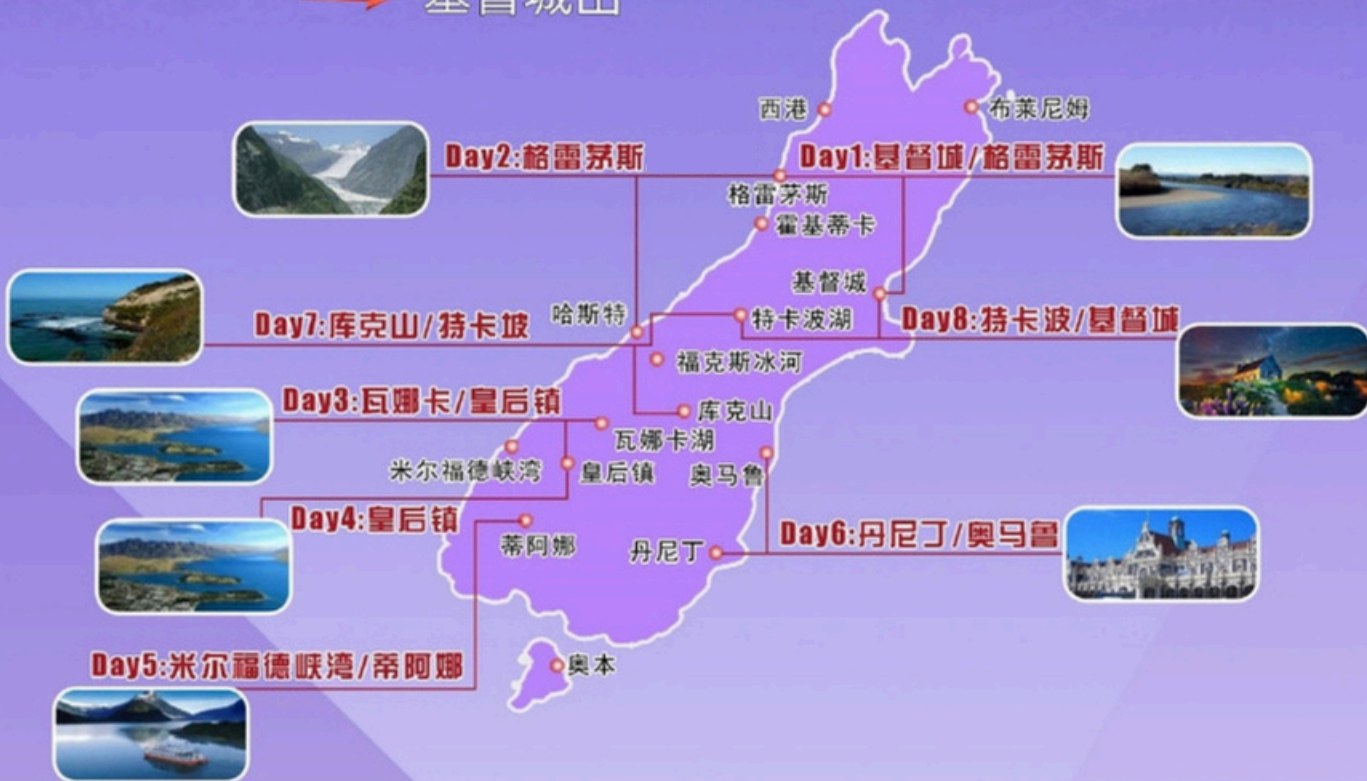 基督城出
西港
布莱尼姆
Day2:格雷茅斯
Day1:基督城/格雷茅斯
格雷茅斯
霍基蒂卡
基督城
哈斯特
特卡波湖
Day7:库克山/特卡坡
Day8:特卡波/基督城
福克斯冰河
Day3:瓦娜卡/皇后镇
库克山
瓦娜卡湖
米尔福德峡湾
皇后镇
奥马鲁
Day4:皇后镇
蒂阿娜
丹尼丁
Day6:丹尼丁/奥马鲁
Day5:米尔福德峡湾/蒂阿娜
奥本